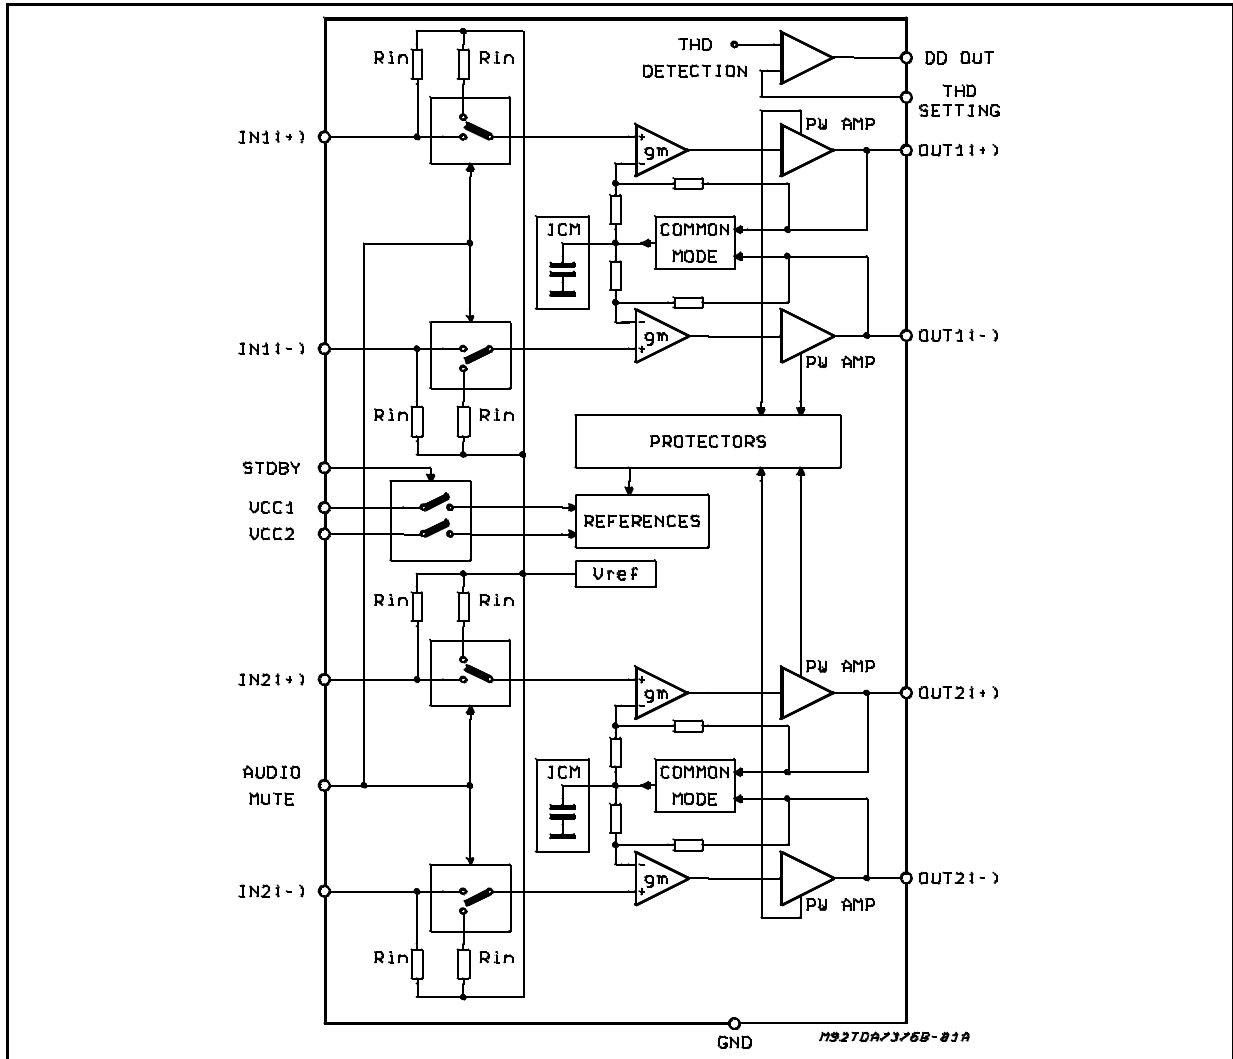 Rin
Rin
THD
DETECTION
DD OUT
THD
SETTING
IN1(+)
PW AMP
OUT1(+)
+
gm
-
ICM
COMMON
MODE
IN1(-)
-
gm
+
OUT1(-)
PW AMP
Rin
Rin
PROTECTORS
STDBY
VCC1
VCC2
REFERENCES
Vref
Rin
Rin
IN2(+)
PW AMP
OUT2(+)
+
gm
-
AUDIO
MUTE
ICM
COMMON
MODE
IN2(-)
-
gm
+
OUT2(-)
PW AMP
Rin
Rin
GND
M92TDA7376B-01A